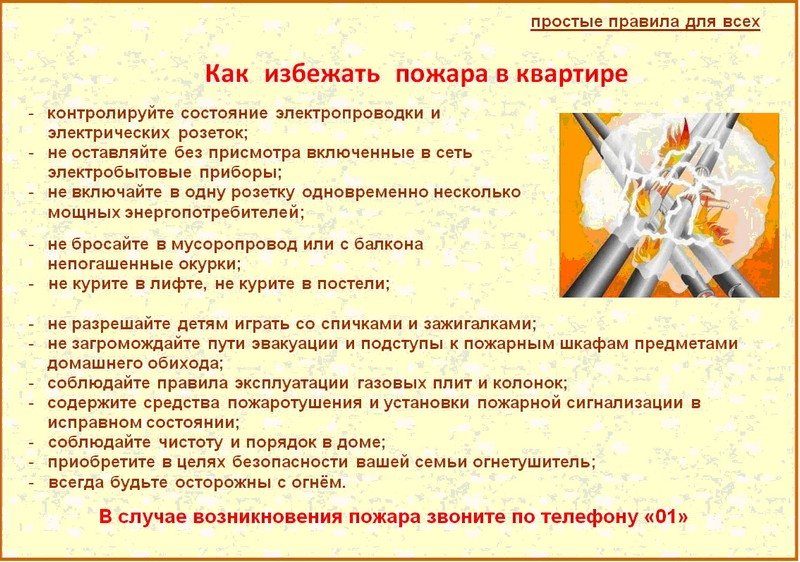 простые правила для всех
Как избежать пожара в квартире
- контролируйте состояние электропроводки и
электрических розеток;
- не оставляйте без присмотра включенные в сеть
электробытовые приборы;
- не включайте в одну розетку одновременно несколько
мощных энергопотребителей;
- не бросайте в мусоропровод или с балкона
непогашенные окурки;
- не курите в лифте, не курите в постели;
- не разрешайте детям играть со спичками и зажигалками;
- не загромождайте пути эвакуации и подступы к пожарным шкафам предметами
домашнего обихода;
- соблюдайте правила эксплуатации газовых плит и колонок;
- содержите средства пожаротушения и установки пожарной сигнализации в
исправном состоянии;
- соблюдайте чистоту и порядок в доме;
- приобретите в целях безопасности вашей семьи огнетушитель;
- всегда будьте осторожны с огнём.
В случае возникновения пожара звоните по телефону «01»